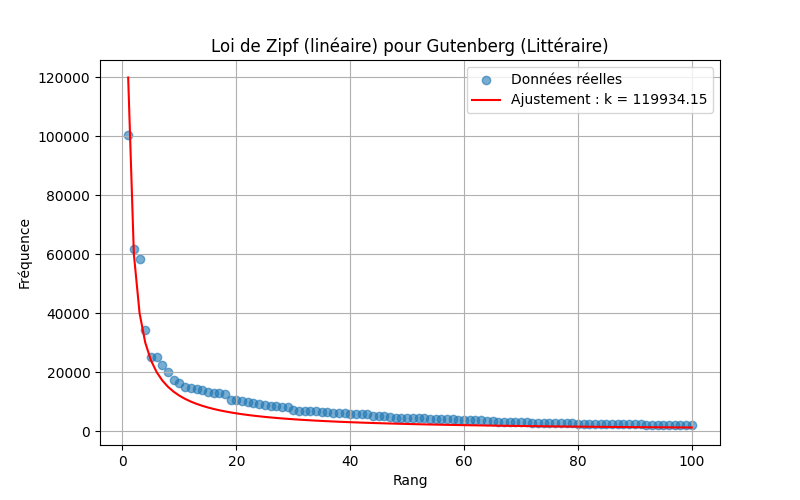 Loi de Zipf (linéaire) pour Gutenberg (Littéraire)
Données réelles
Ajustement : k = 119934.15
120000
100000
80000
60000
40000
20000
0
Fréquence
0 20 40 60 80 100
Rang